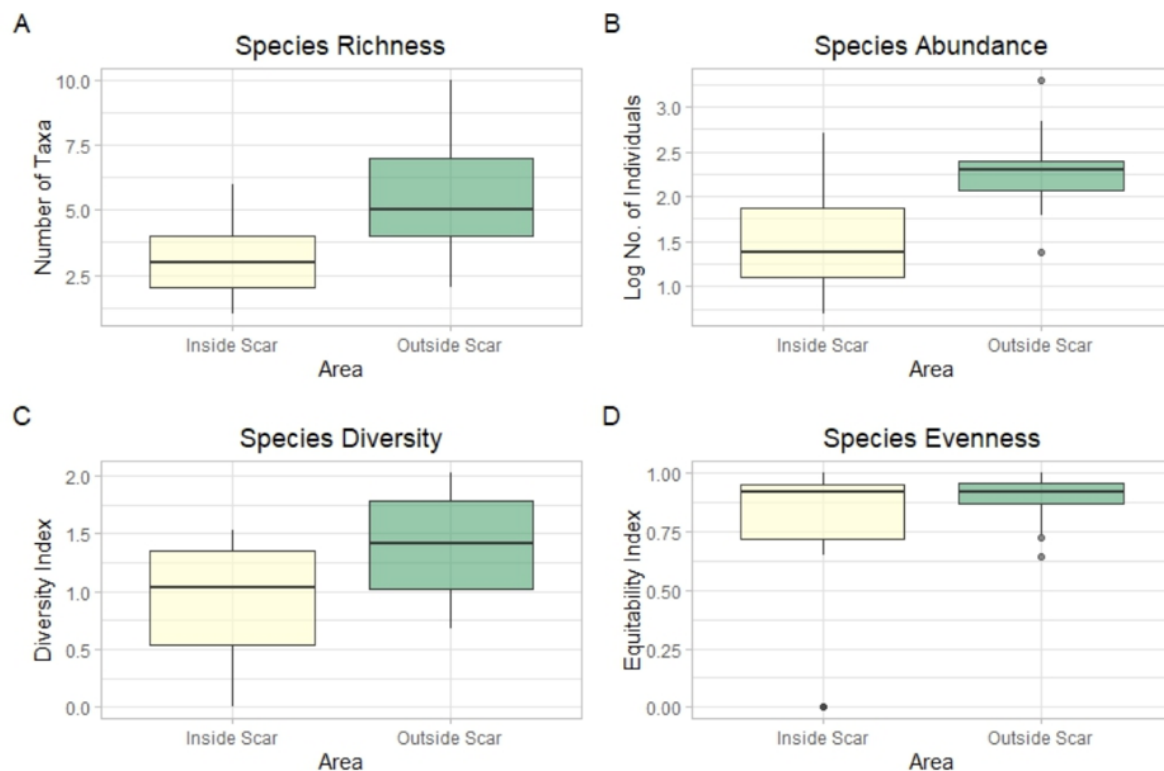 A
Species Richness
Number of Taxa
10.0
7.5
5.0
2.5
Inside Scar
Outside Scar
Area
B
Species Abundance
Log No. of Individuals
3.0
2.5
2.0
1.5
1.0
Inside Scar
Outside Scar
Area
C
Species Diversity
Diversity Index
2.0
1.5
1.0
0.5
0.0
Inside Scar
Outside Scar
Area
D
Species Evenness
Equitability Index
1.00
0.75
0.50
0.25
0.00
Inside Scar
Outside Scar
Area